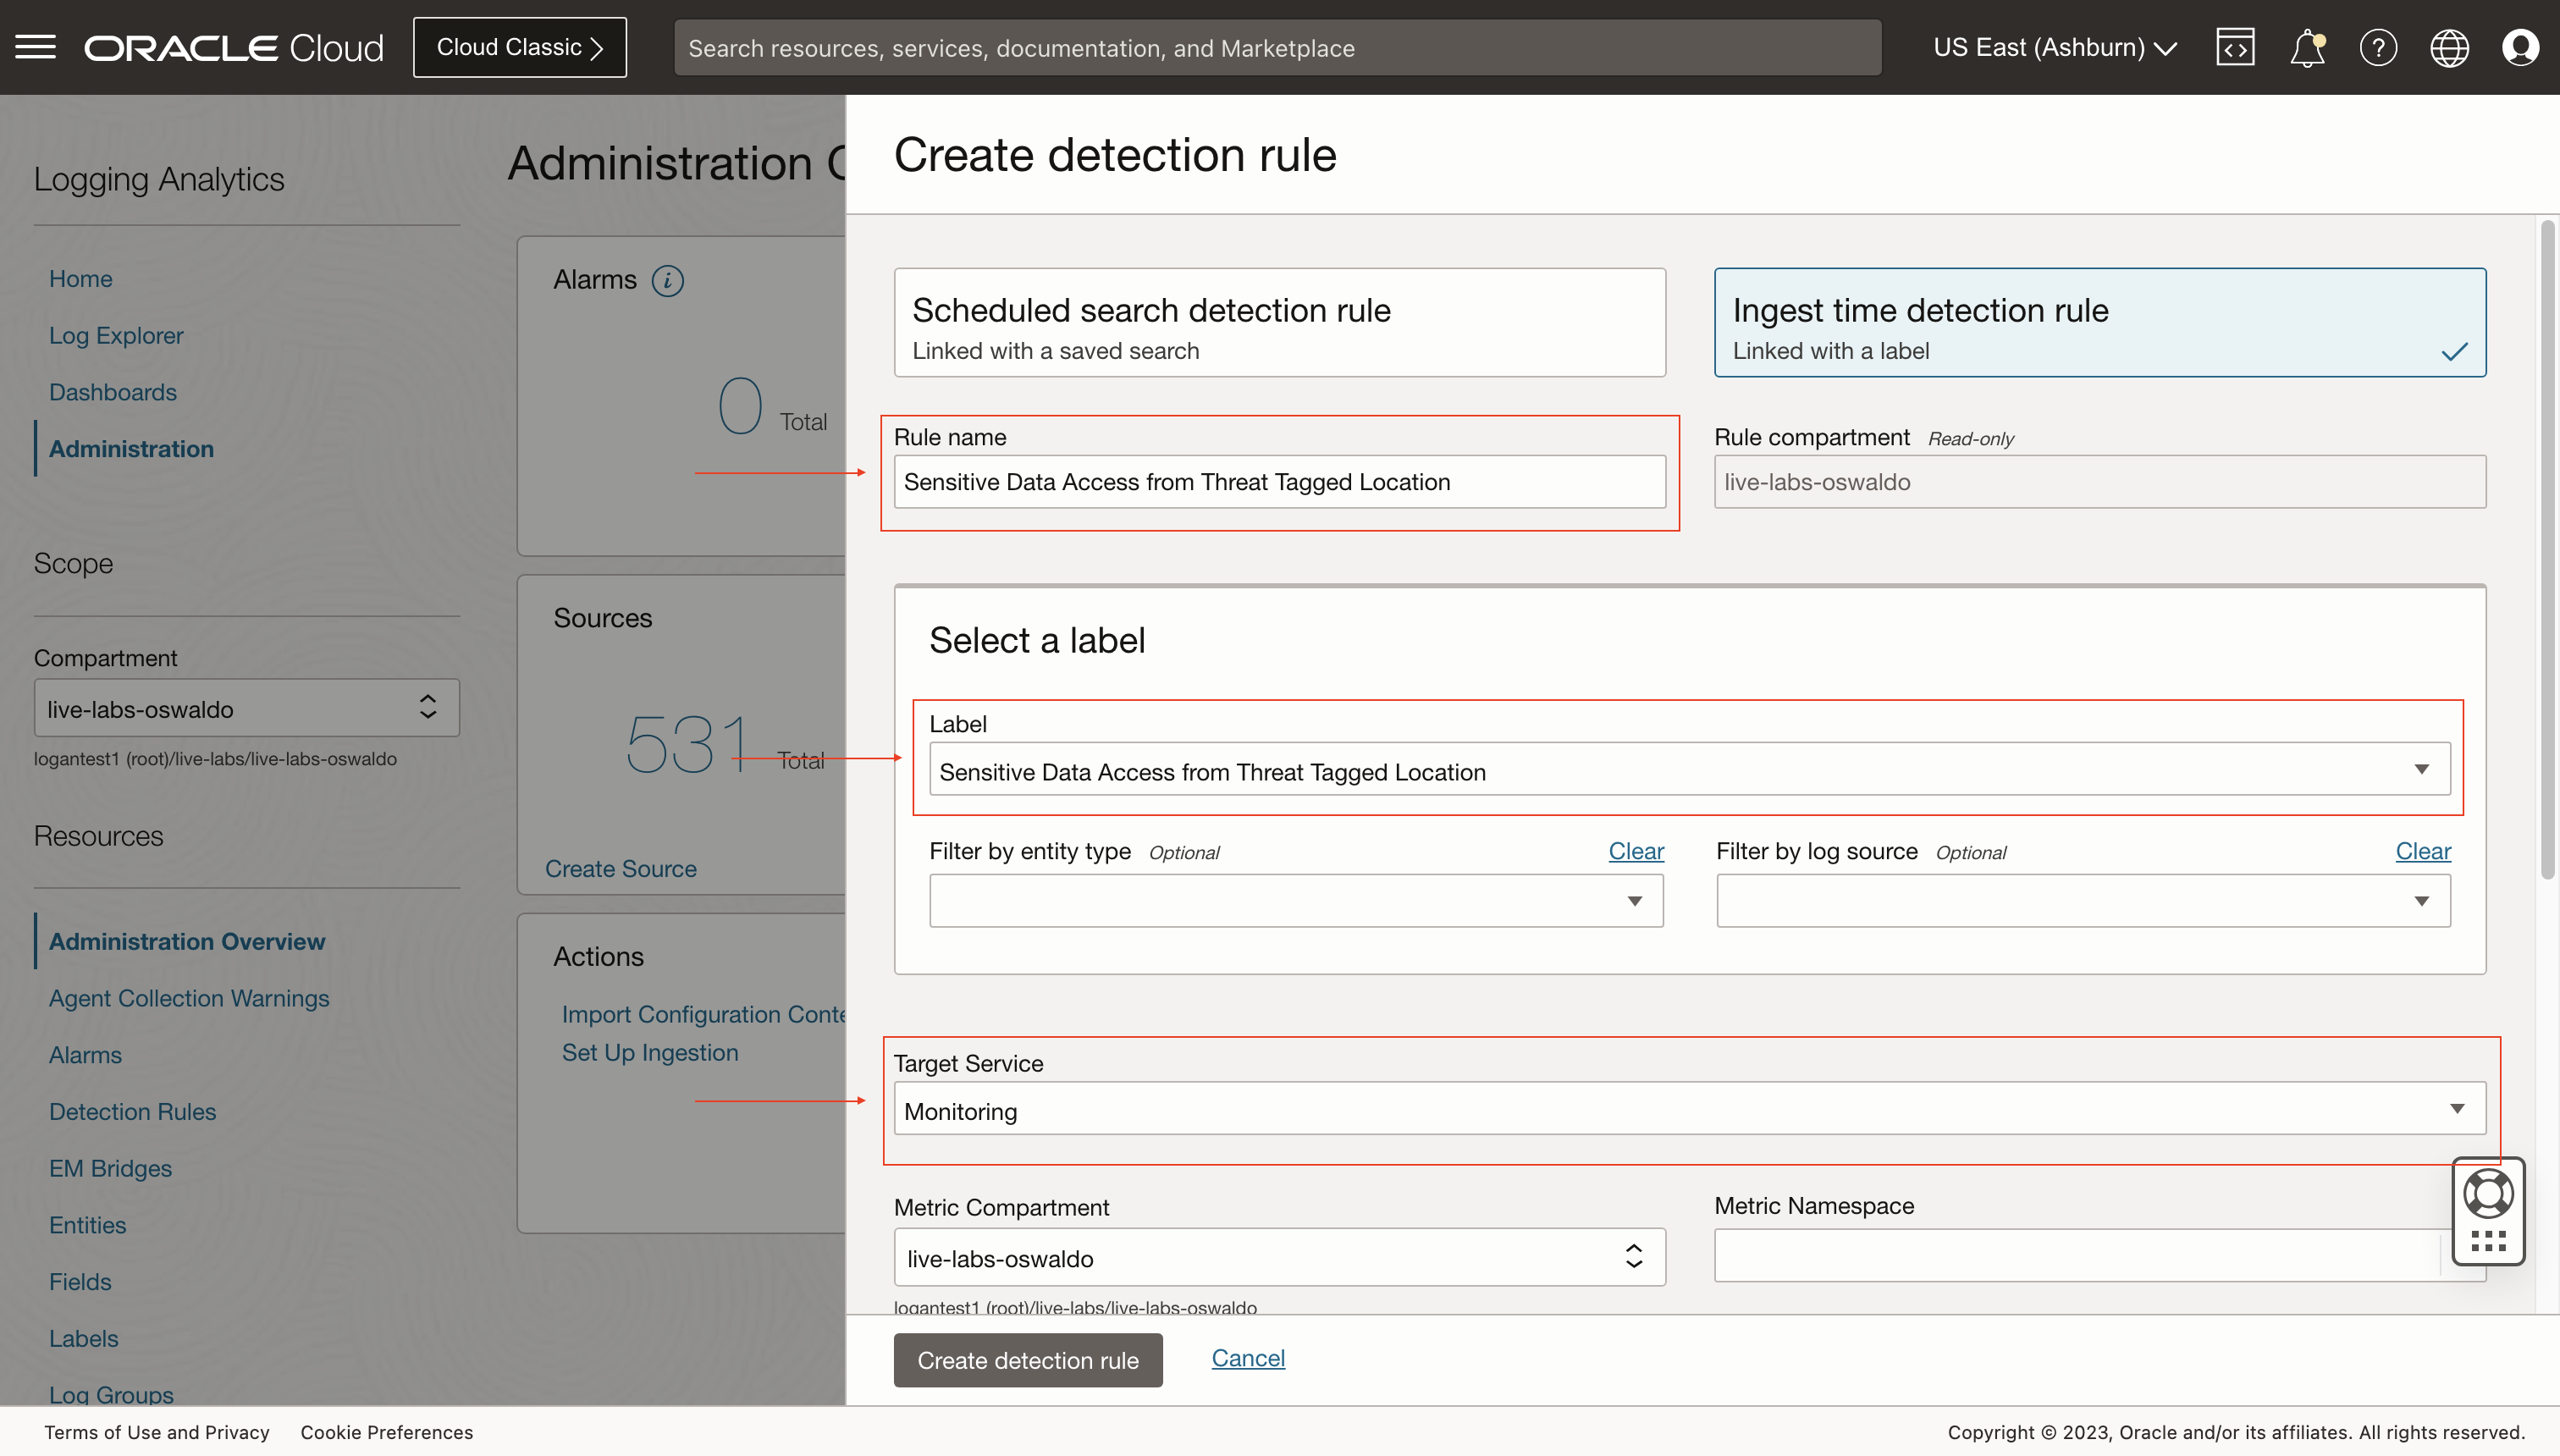 ORACLE Cloud
Cloud Classic
Search resources, services, documentation, and Marketplace
US East (Ashburn)
Logging Analytics
Home
Log Explorer
Dashboards
Administration
Scope
Compartment
live-labs-oswaldo
logantest1 (root)/live-labs/live-labs-oswaldo
Resources
Administration Overview
Agent Collection Warnings
Alarms
Detection Rules
EM Bridges
Entities
Fields
Labels
Log Groups
Administration
Alarms
0 Total
Sources
531 Total
Create Source
Actions
Import Configuration Conte
Set Up Ingestion
Create detection rule
Scheduled search detection rule
Linked with a saved search
Ingest time detection rule
Linked with a label
Rule name
Sensitive Data Access from Threat Tagged Location
Rule compartment Read-only
live-labs-oswaldo
Select a label
Label
Sensitive Data Access from Threat Tagged Location
Filter by entity type Optional Clear
Filter by log source Optional Clear
Target Service
Monitoring
Metric Compartment
live-labs-oswaldo
logantest1 (root)/live-labs/live-labs-oswaldo
Metric Namespace
Create detection rule
Cancel
Terms of Use and Privacy
Cookie Preferences
Copyright © 2023, Oracle and/or its affiliates. All rights reserved.